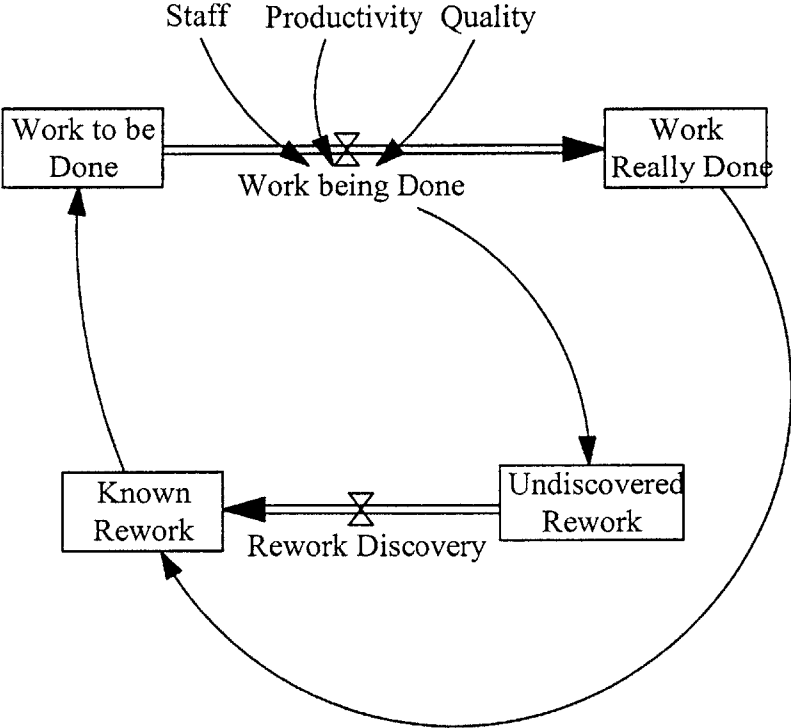 Staff Productivity Quality
Work to be
Done
Work
Really Done
Work being Done
Known
Rework
Undiscovered
Rework
Rework Discovery